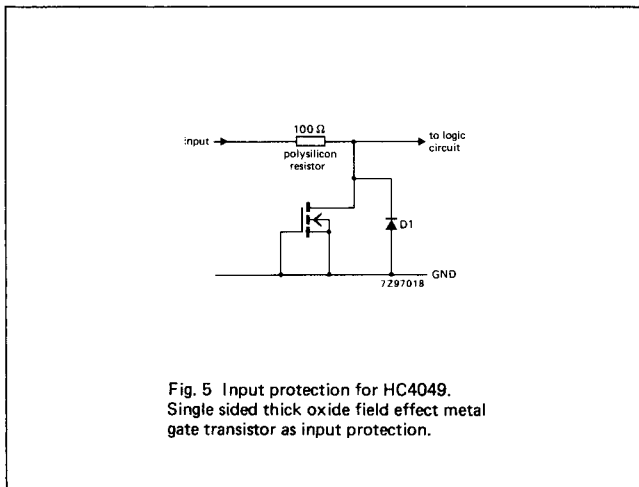 100 Ω
input
to logic
circuit
polysilicon
resistor
D1
GND
7Z97018
Fig. 5 Input protection for HC4049.
Single sided thick oxide field effect metal
gate transistor as input protection.